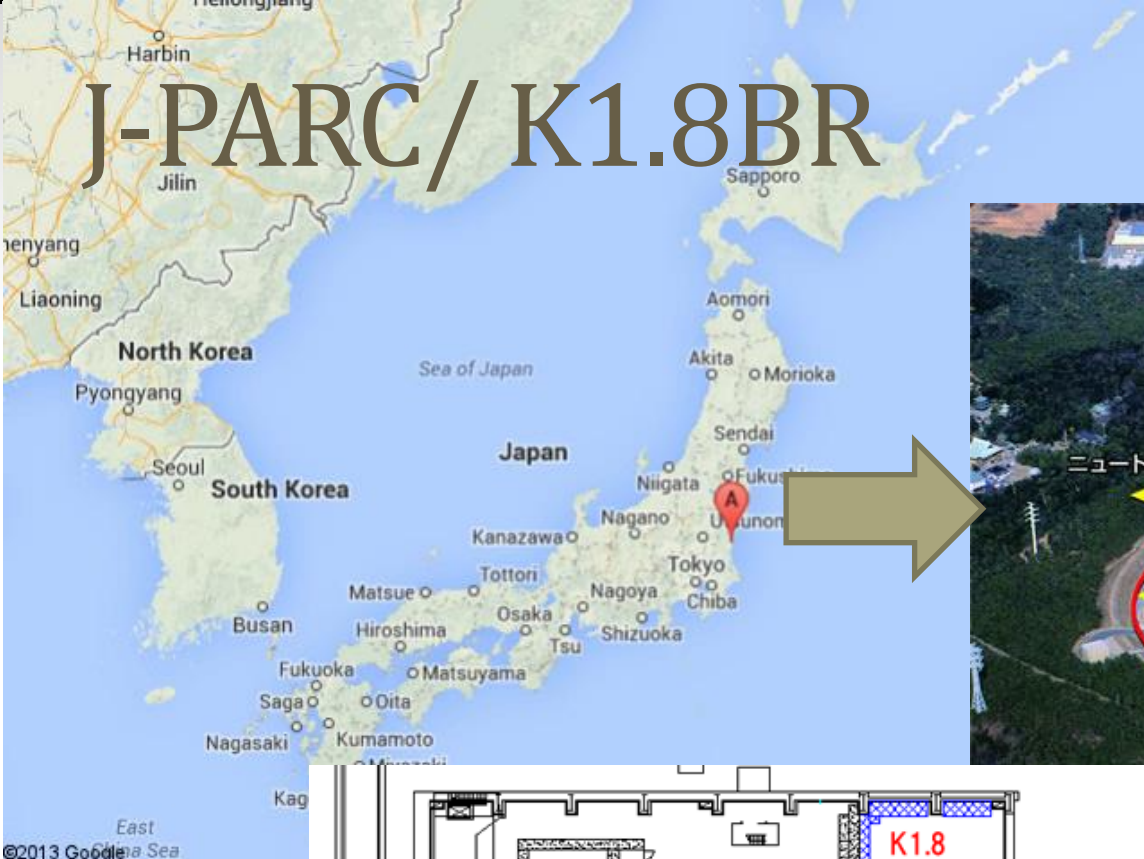 Harbin
J-PARC/ K1.8BR
Jilin
Sapporo
Liaoning
Aomori
North Korea
Sea of Japan
Akita
Morioka
Pyongyang
Sendai
Japan
Seoul
South Korea
Niigata
A
Nagano
Kanazawa
Tokyo
Tottori
Matsue
Nagoya
Chiba
Osaka
Busan
Hiroshima
Shizuoka
Tsu
Fukuoka
Matsuyama
Saga
Oita
Nagasaki
Kumamoto
East
©2013 Google
Sea
K1.8